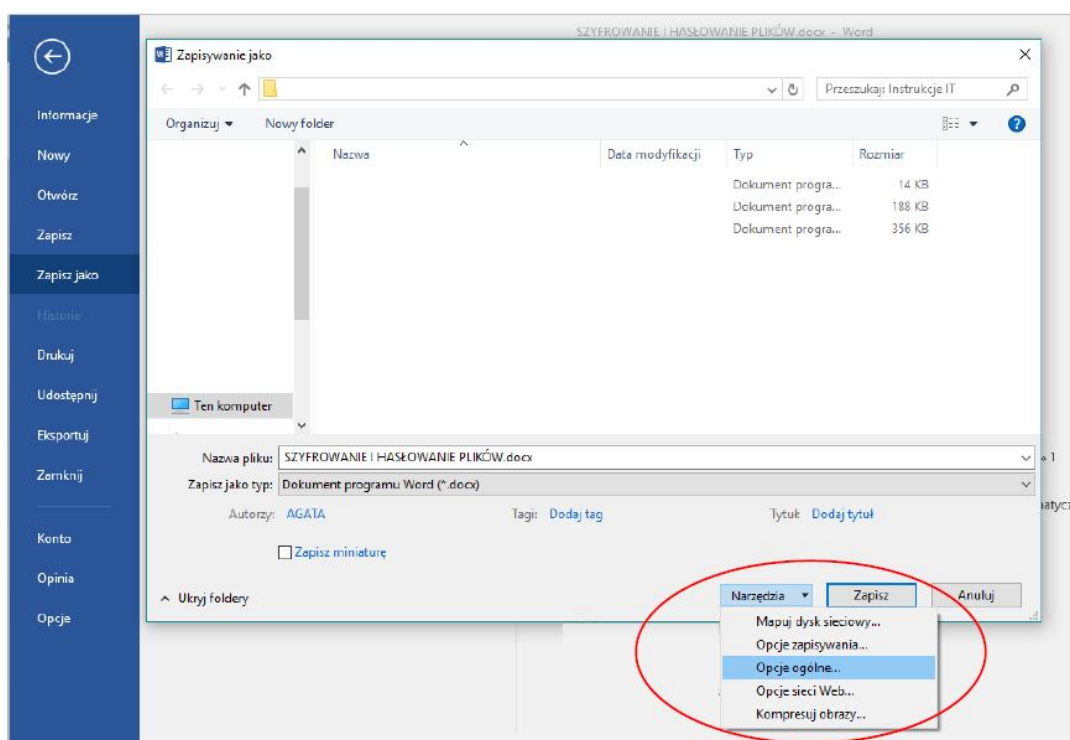 SZYFROWANIE I HASŁOWANIE PLIKÓW.docx - Word
Zapisywanie jako
Przeszukaj: Instrukcje IT
Organizuj
Nowy folder
Nazwa
Data modyfikacji
Typ
Rozmiar
Dokument progra... 14 KB
Dokument progra... 188 KB
Dokument progra... 356 KB
Ten komputer
Nazwa pliku: SZYFROWANIE I HASŁOWANIE PLIKÓW.docx
Zapisz jako typ: Dokument programu Word (*.docx)
Autorzy: AGATA
Tagi: Dodaj tag
Tytuł: Dodaj tytuł
Zapisz miniaturę
Ukryj foldery
Narzędzia
Zapisz
Anuluj
Mapuj dysk sieciowy...
Opcje zapisywania...
Opcje ogólne...
Opcje sieci Web...
Kompresuj obrazy...
Informacje
Nowy
Otwórz
Zapisz
Zapisz jako
Historia
Drukuj
Udostępnij
Eksportuj
Zamknij
Konto
Opinia
Opcje